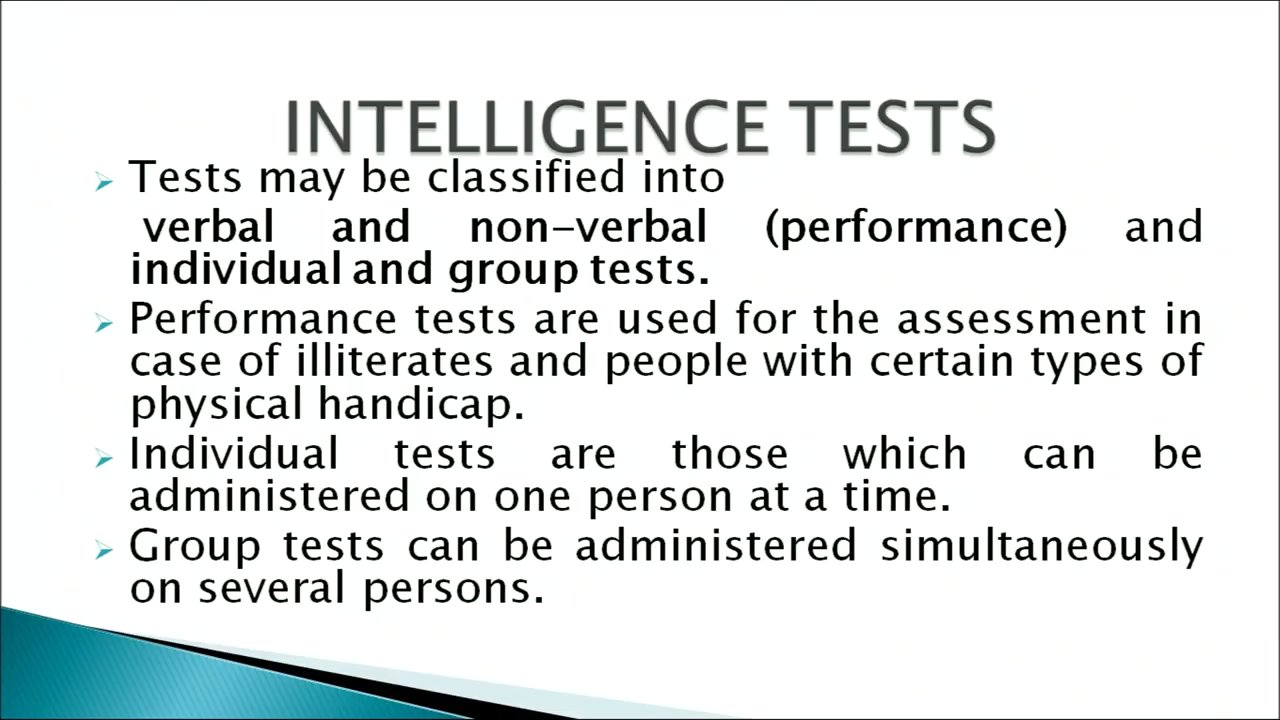 INTELLIGENCE TESTS
Tests may be classified into
verbal and non-verbal (performance) and
individual and group tests.
Performance tests are used for the assessment in
case of illiterates and people with certain types of
physical handicap.
Individual tests are those which can be
administered on one person at a time.
Group tests can be administered simultaneously
on several persons.